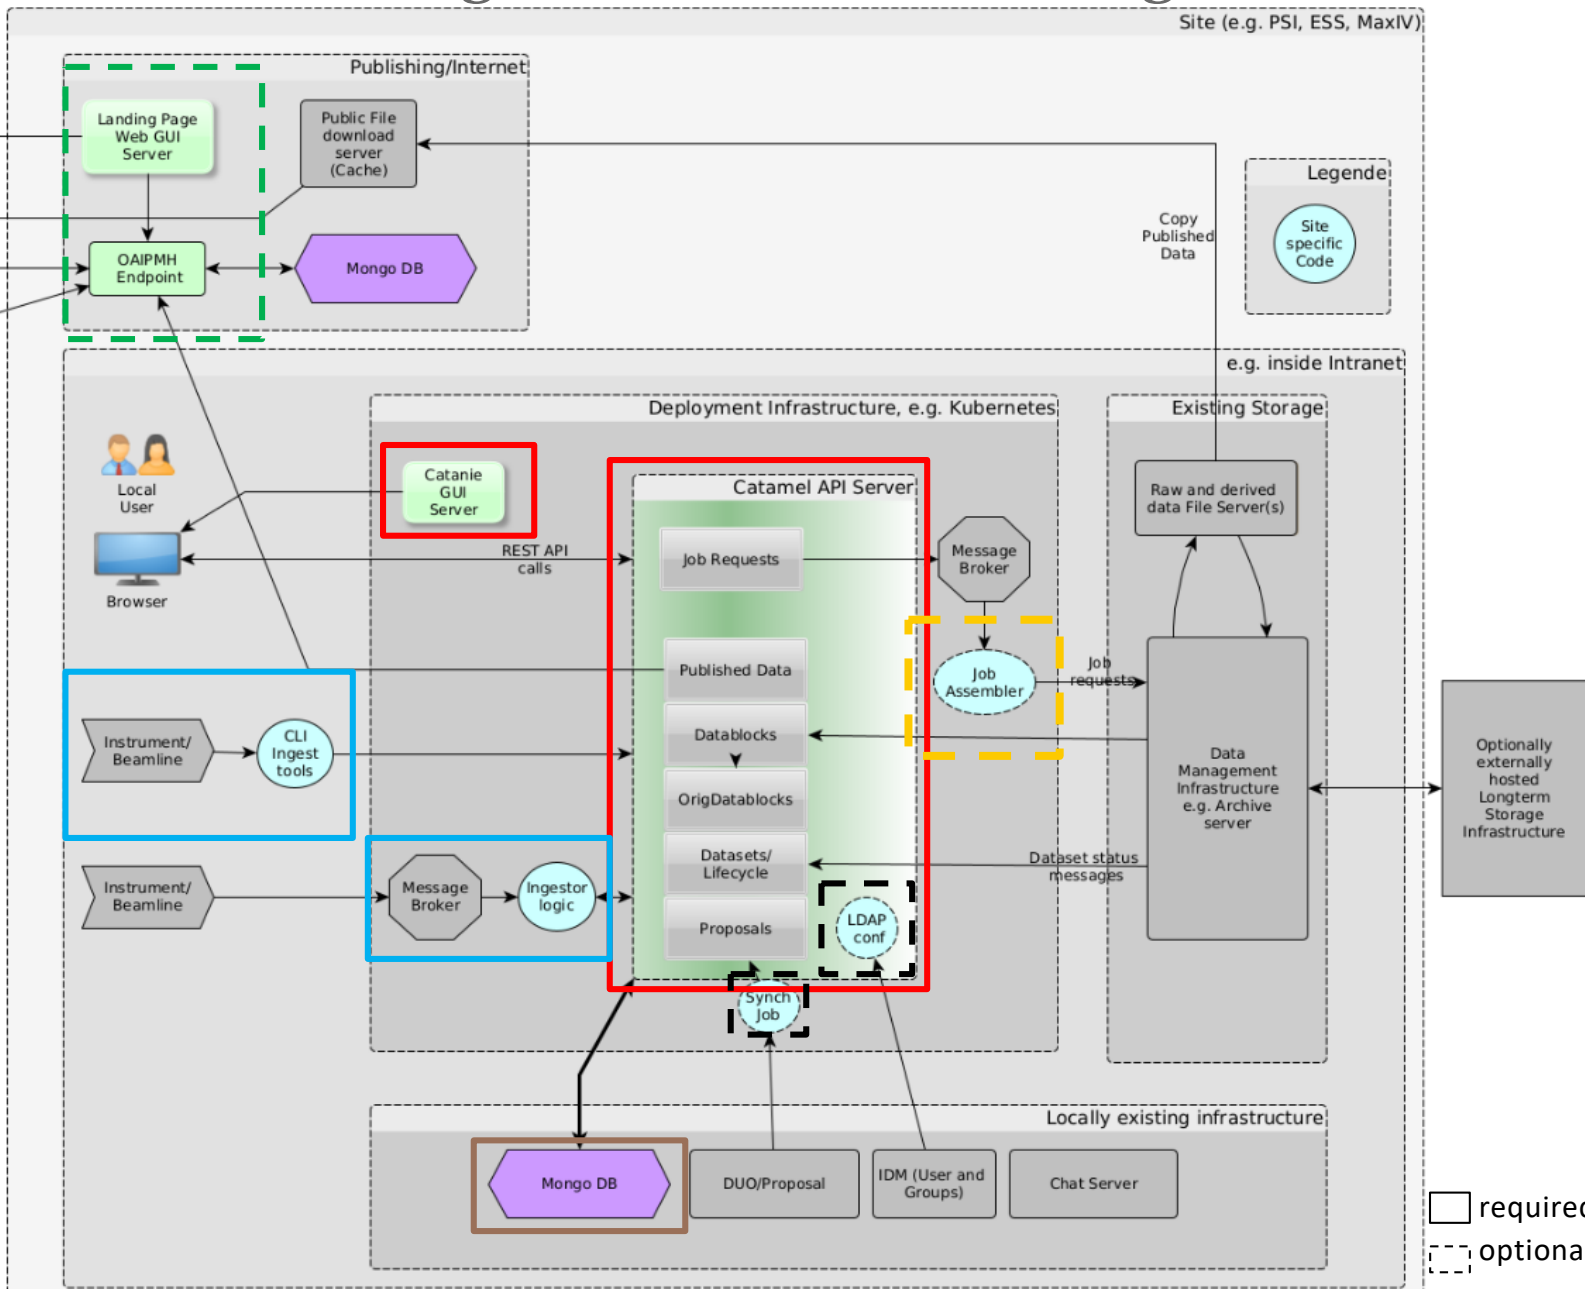 Site (e.g. PSI, ESS, MaxIV)
Publishing/Internet
Landing Page
Web GUI
Server
Public File
download
server
(Cache)
OAIPMH
Endpoint
Mongo DB
Copy
Published
Data
Legende
Site
specific
Code
e.g. inside Intranet
Deployment Infrastructure, e.g. Kubernetes
Existing Storage
Local
User
Browser
Catanie
GUI
Server
REST API
calls
Catamel API Server
Job Requests
Published Data
Datablocks
OrigDatablocks
Datasets/
Lifecycle
Proposals
LDAP
conf
Synch
Job
Message
Broker
Job
Assembler
Job
requests
Raw and derived
data File Server(s)
Data
Management
Infrastructure
e.g. Archive
server
Dataset status
messages
Optionally
externally
hosted
Longterm
Storage
Infrastructure
Instrument/
Beamline
CLI
Ingest
tools
Instrument/
Beamline
Message
Broker
Ingestor
logic
Locally existing infrastructure
Mongo DB
DUO/Proposal
IDM (User and
Groups)
Chat Server
required
optiona